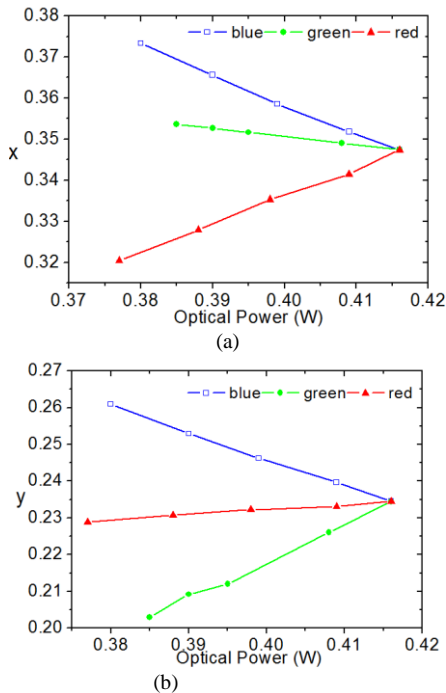 0.38
blue green red
0.37
0.36
0.35
x
0.34
0.33
0.32
0.37 0.38 0.39 0.40 0.41 0.42
Optical Power (W)
(a)
0.27
blue green red
0.26
0.25
0.24
y
0.23
0.22
0.21
0.20
0.38 0.39 0.40 0.41 0.42
Optical Power (W)
(b)